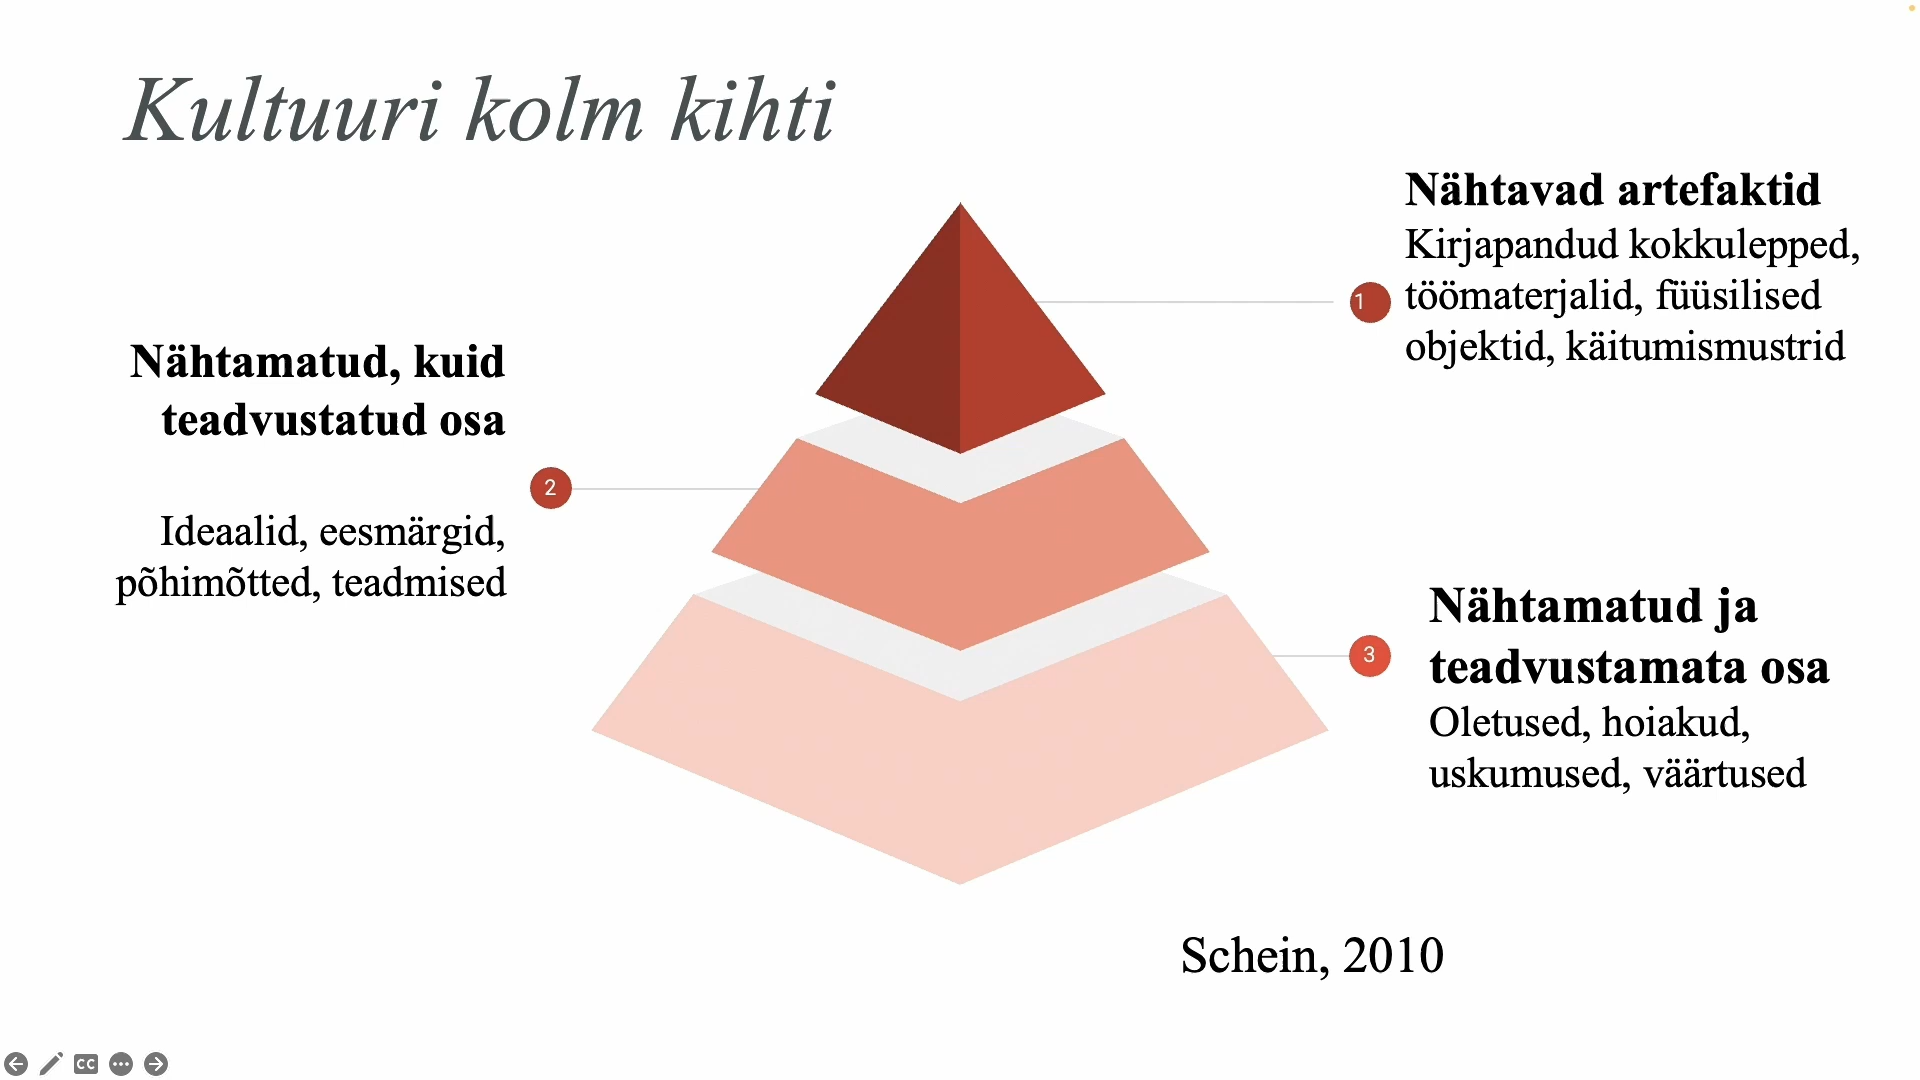 Kultuuri kolm kihti
Nähtavad artefaktid
Kirjapandud kokkulepped,
1
töömaterjalid, füüsilised
objektid, käitumismustrid
Nähtamatud, kuid
teadvustatud osa
2
Ideaalid, eesmärgid,
põhimõtted, teadmised
Nähtamatud ja
3
teadvustamata osa
Oletused, hoiakud,
uskumused, väärtused
Schein, 2010
CC